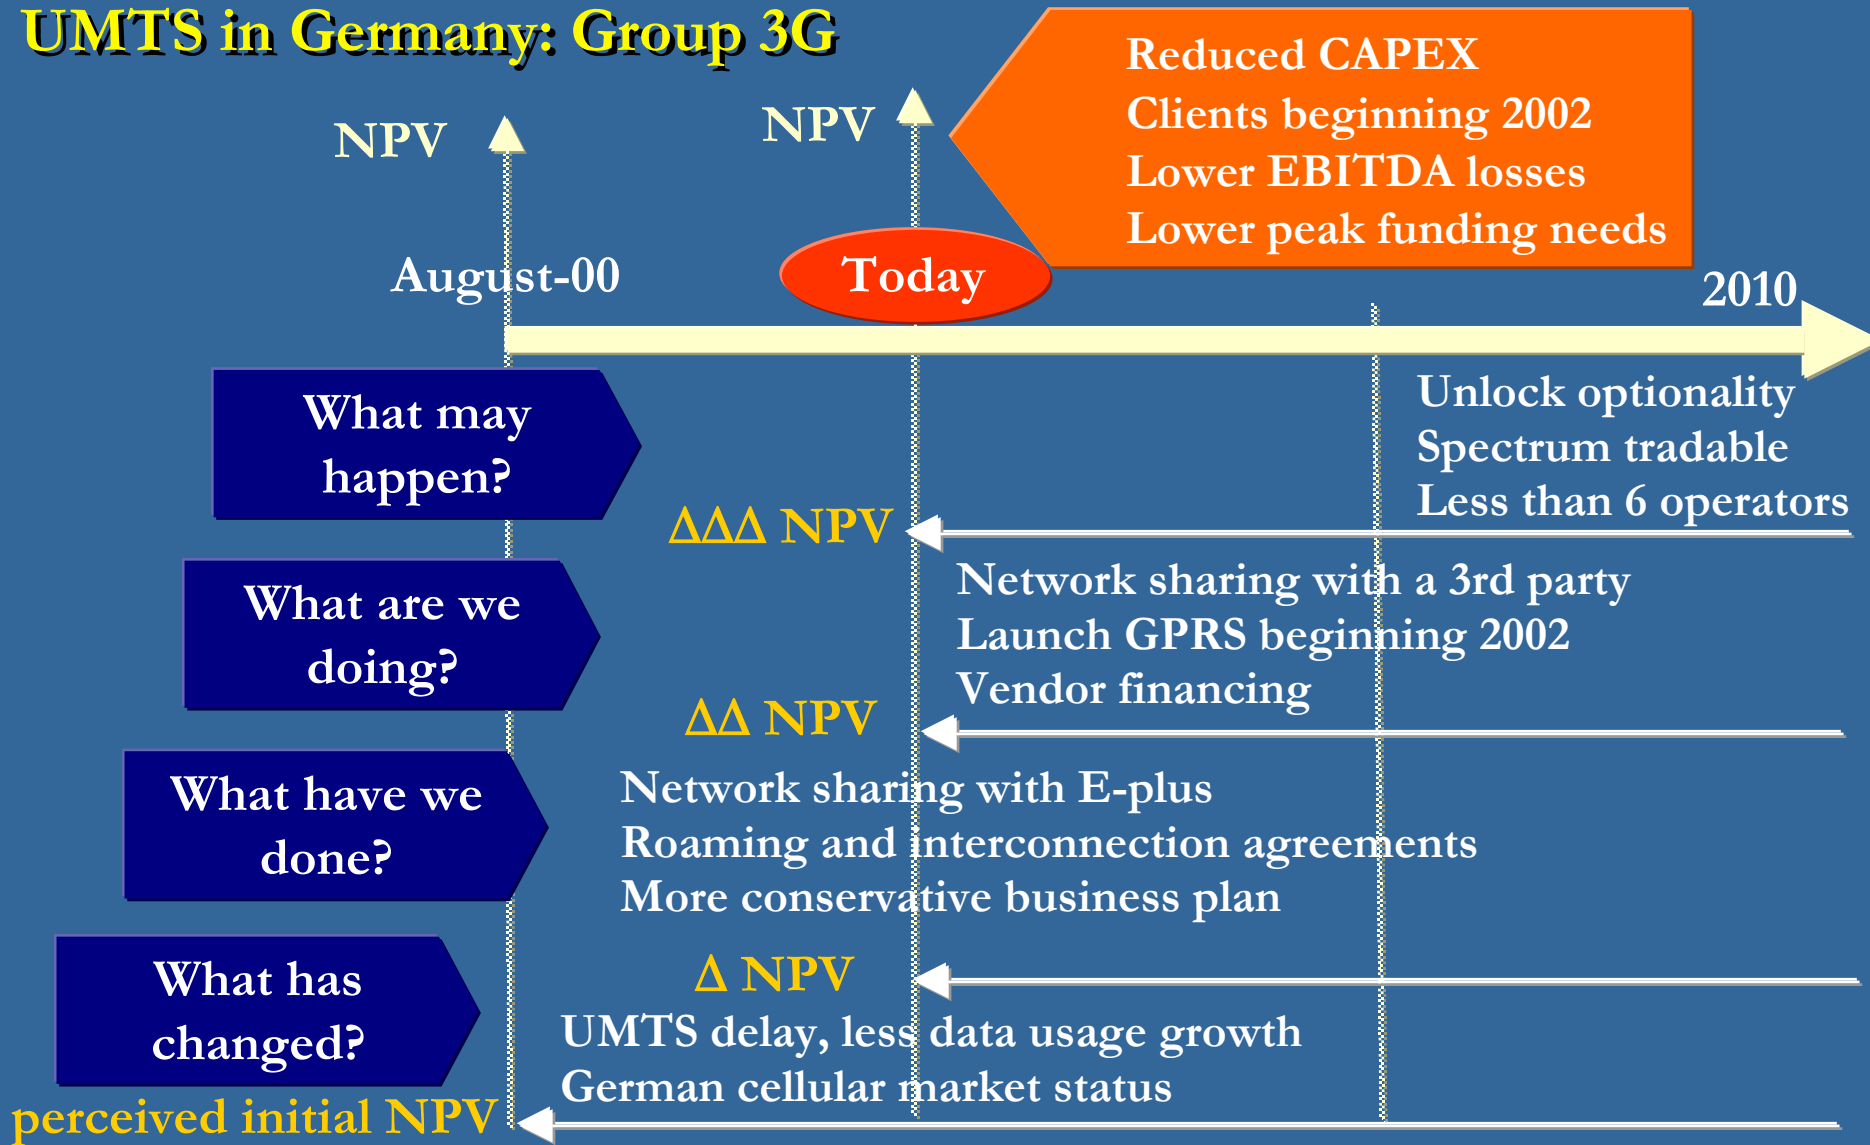 UMTS in Germany: Group 3G
Reduced CAPEX
Clients beginning 2002
Lower EBITDA losses
Lower peak funding needs
NPV
NPV
August-00
Today
2010
What may
happen?
Unlock optionality
Spectrum tradable
Less than 6 operators
ΔΔΔ NPV
What are we
doing?
Network sharing with a 3rd party
Launch GPRS beginning 2002
Vendor financing
ΔΔ NPV
What have we
done?
Network sharing with E-plus
Roaming and interconnection agreements
More conservative business plan
Δ NPV
What has
changed?
UMTS delay, less data usage growth
German cellular market status
perceived initial NPV